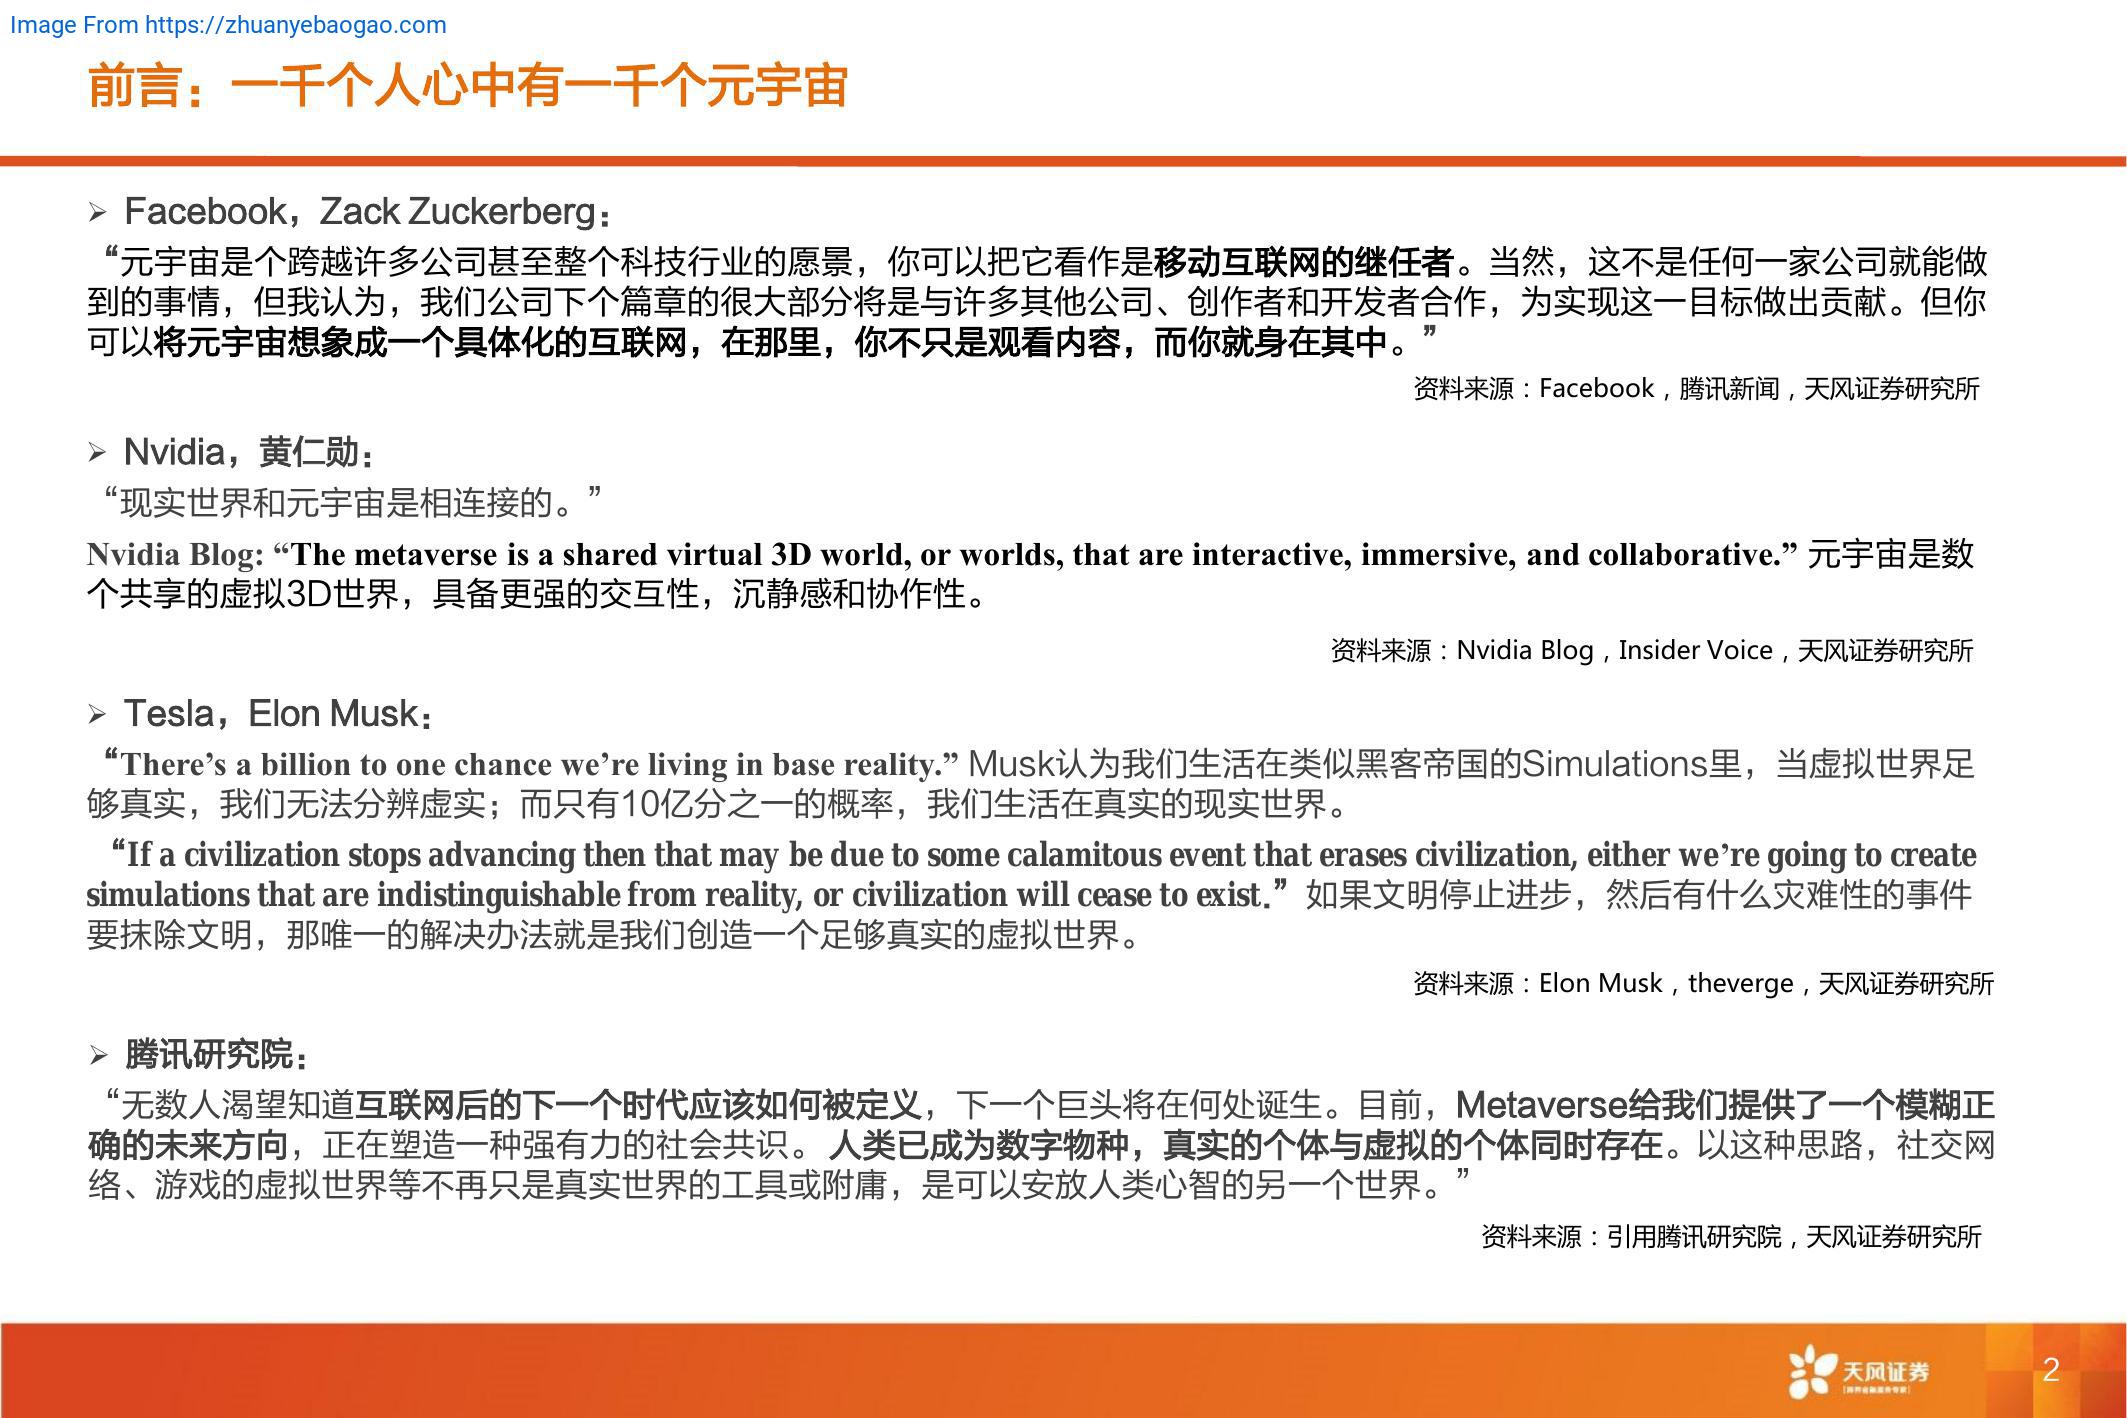 Image From https://zhuanyebaogao.com
前言：一千个人心中有一千个元宇宙
➢ Facebook，Zack Zuckerberg：
“元宇宙是个跨越许多公司甚至整个科技行业的愿景，你可以把它看作是移动互联网的继任者。当然，这不是任何一家公司就能做
到的事情，但我认为，我们公司下个篇章的很大部分将是与许多其他公司、创作者和开发者合作，为实现这一目标做出贡献。但你
可以将元宇宙想象成一个具体化的互联网，在那里，你不只是观看内容，而你就身在其中。”
资料来源：Facebook，腾讯新闻，天风证券研究所
➢ Nvidia，黄仁勋：
“现实世界和元宇宙是相连接的。”
Nvidia Blog: “The metaverse is a shared virtual 3D world, or worlds, that are interactive, immersive, and collaborative.” 元宇宙是数
个共享的虚拟3D世界，具备更强的交互性，沉静感和协作性。
资料来源：Nvidia Blog，Insider Voice，天风证券研究所
➢ Tesla，Elon Musk：
“There’s a billion to one chance we’re living in base reality.” Musk认为我们生活在类似黑客帝国的Simulations里，当虚拟世界足
够真实，我们无法分辨虚实；而只有10亿分之一的概率，我们生活在真实的现实世界。
“If a civilization stops advancing then that may be due to some calamitous event that erases civilization, either we’re going to create
simulations that are indistinguishable from reality, or civilization will cease to exist.” 如果文明停止进步，然后有什么灾难性的事件
要抹除文明，那唯一的解决办法就是我们创造一个足够真实的虚拟世界。
资料来源：Elon Musk，theverge，天风证券研究所
➢ 腾讯研究院：
“无数人渴望知道互联网后的下一个时代应该如何被定义，下一个巨头将在何处诞生。目前，Metaverse给我们提供了一个模糊正
确的未来方向，正在塑造一种强有力的社会共识。 人类已成为数字物种，真实的个体与虚拟的个体同时存在。以这种思路，社交网
络、游戏的虚拟世界等不再只是真实世界的工具或附庸，是可以安放人类心智的另一个世界。”
资料来源：引用腾讯研究院，天风证券研究所
天风证券
2